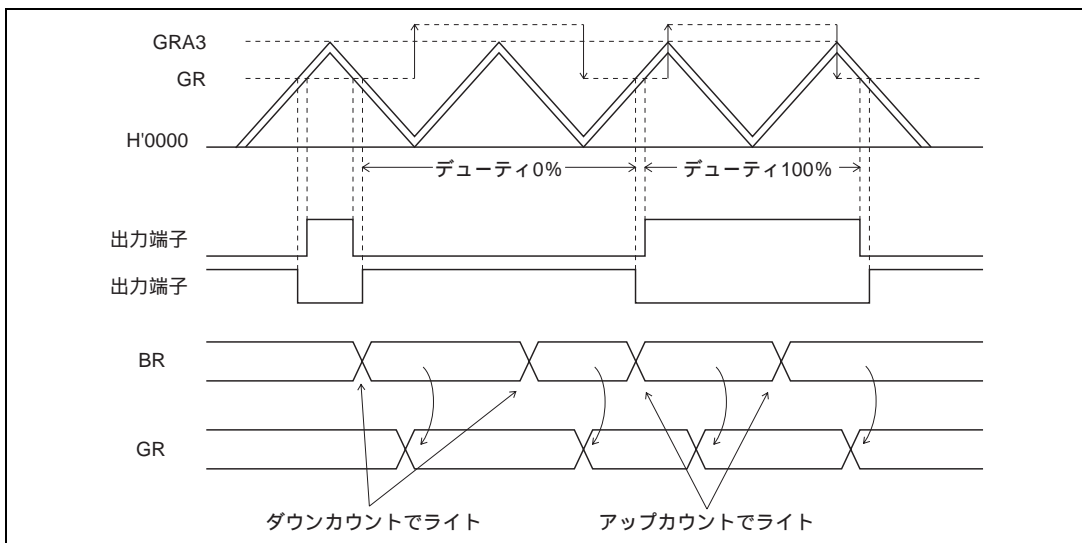 GRA3
GR
H'0000
デューティ0%
デューティ100%
出力端子
出力端子
BR
GR
ダウンカウントでライト
アップカウントでライト